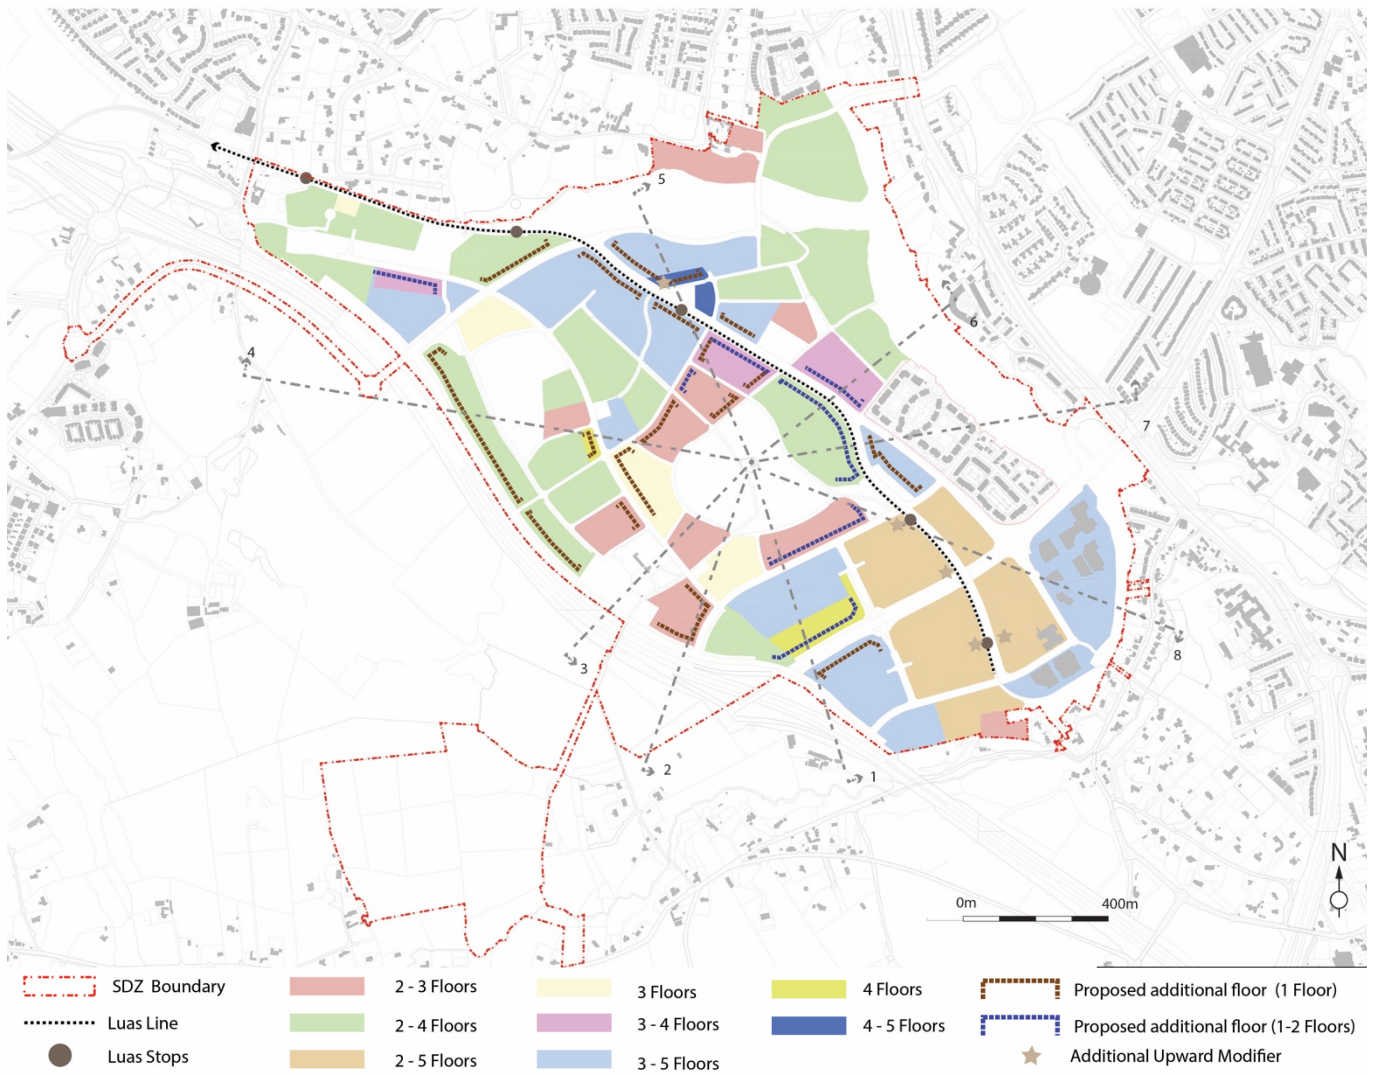 5
6
4
7
3
8
2
1
N
0m 400m
SDZ Boundary
2 - 3 Floors
3 Floors
4 Floors
Proposed additional floor (1 Floor)
Luas Line
2 - 4 Floors
3 - 4 Floors
4 - 5 Floors
Proposed additional floor (1-2 Floors)
Luas Stops
2 - 5 Floors
3 - 5 Floors
Additional Upward Modifier